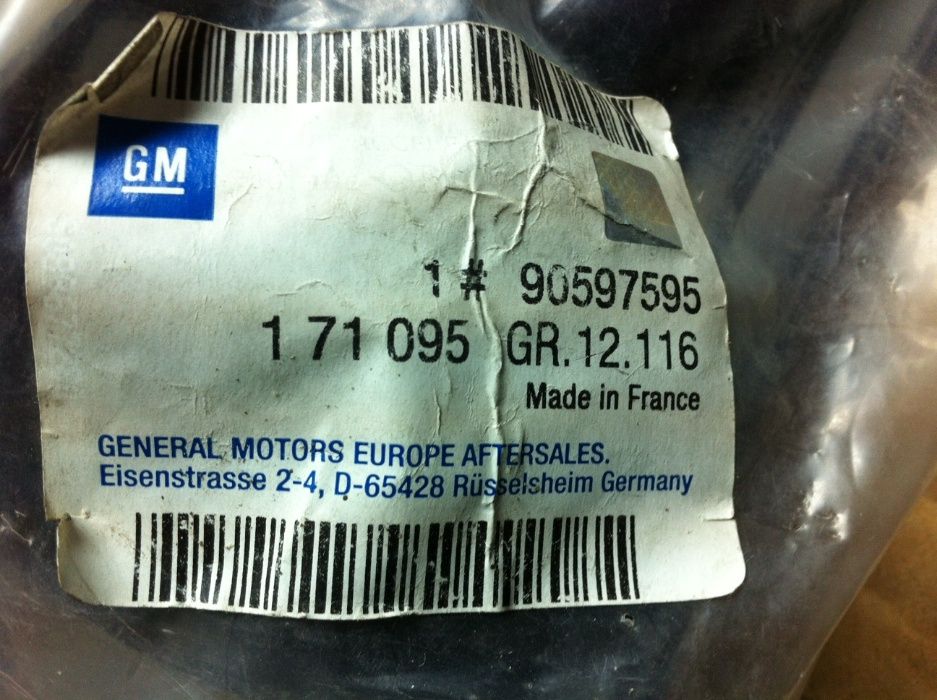 GM
1 # 90597595
1 71 095 GR.12.116
Made in France
GENERAL MOTORS EUROPE AFTERSALES.
Eisenstrasse 2-4, D-65428 Rüsselsheim Germany